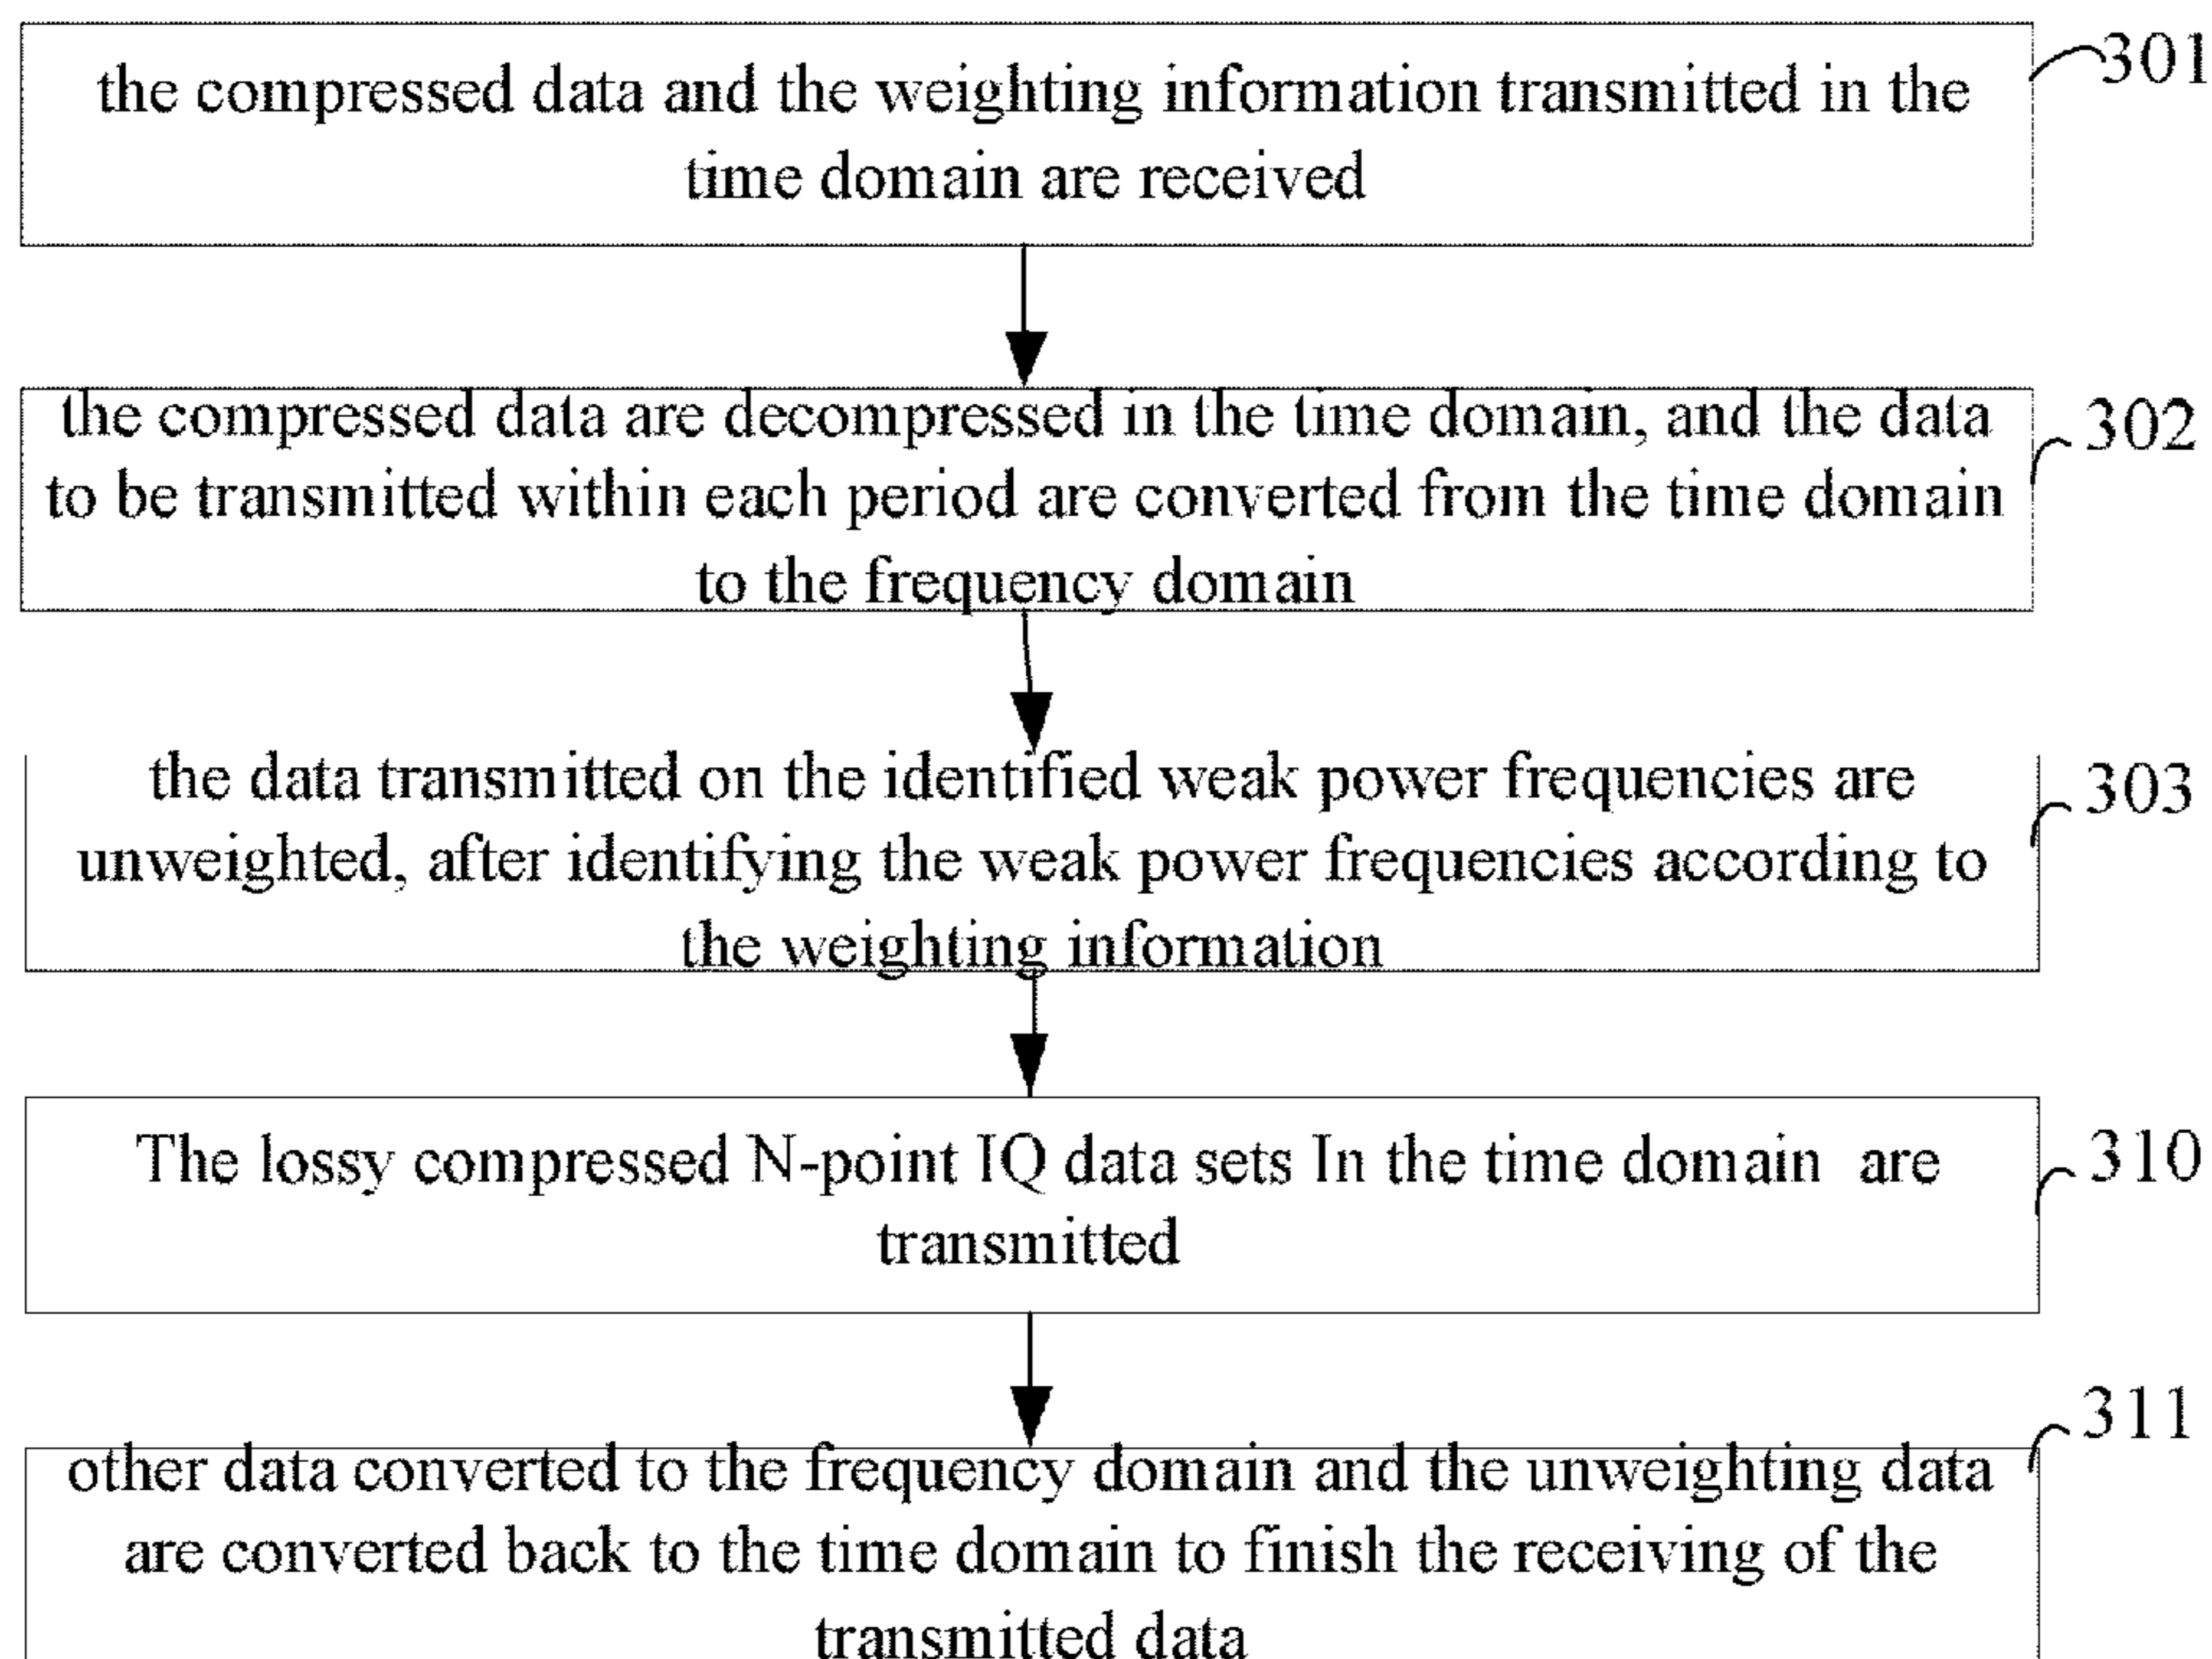 the compressed data and the weighting information transmitted in the
time domain are received
301
the compressed data are decompressed in the time domain, and the data
to be transmitted within each period are converted from the time domain
to the frequency domain
302
the data transmitted on the identified weak power frequencies are
unweighted, after identifying the weak power frequencies according to
the weighting information
303
The lossy compressed N-point IQ data sets In the time domain are
transmitted
310
other data converted to the frequency domain and the unweighting data
are converted back to the time domain to finish the receiving of the
transmitted data
311